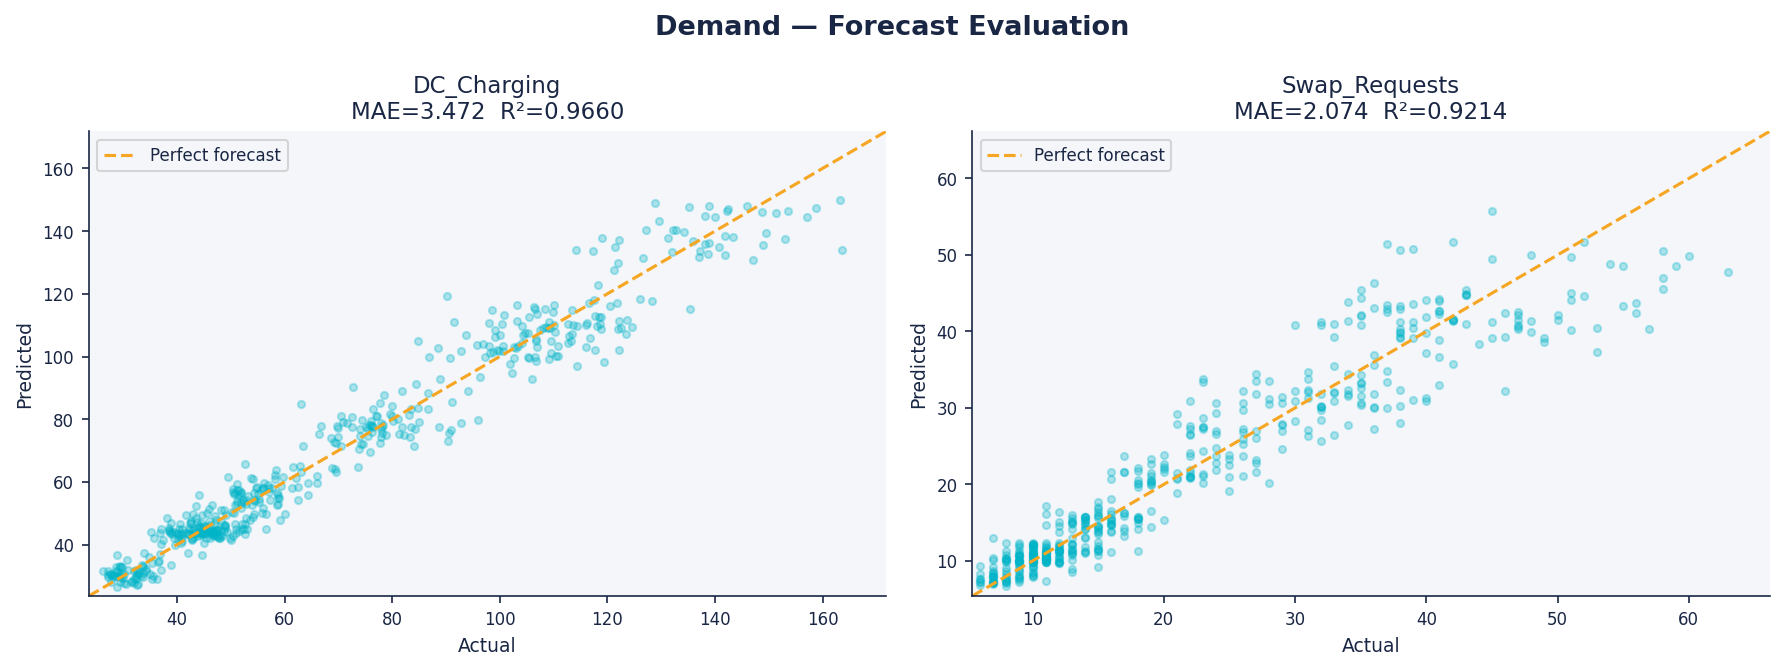 Demand — Forecast Evaluation
DC_Charging
MAE=3.472  R²=0.9660
Perfect forecast
160
140
120
100
80
60
40
Predicted
40 60 80 100 120 140 160
Actual
Swap_Requests
MAE=2.074  R²=0.9214
Perfect forecast
60
50
40
30
20
10
Predicted
10 20 30 40 50 60
Actual